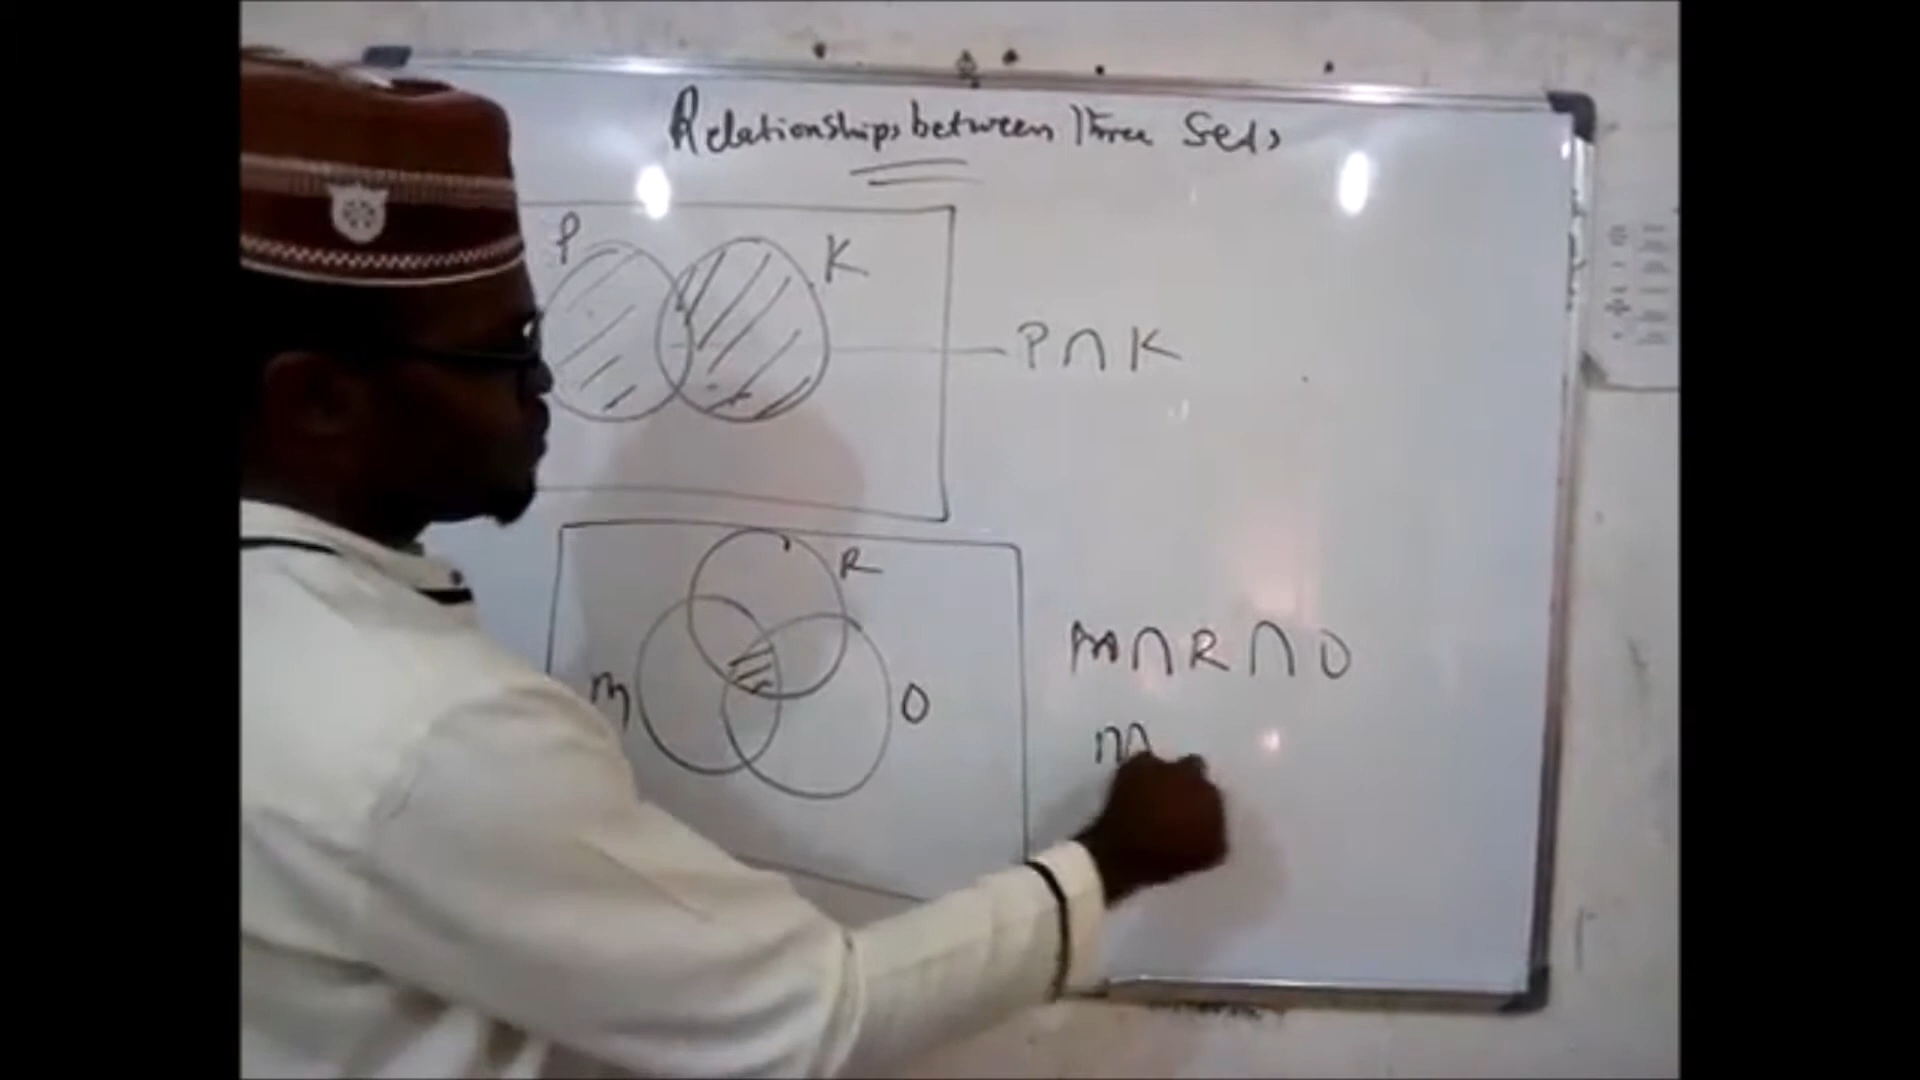 Relationships between Three Sets
P
K
P ∩ K
R
M ∩ R ∩ O
M
O
M